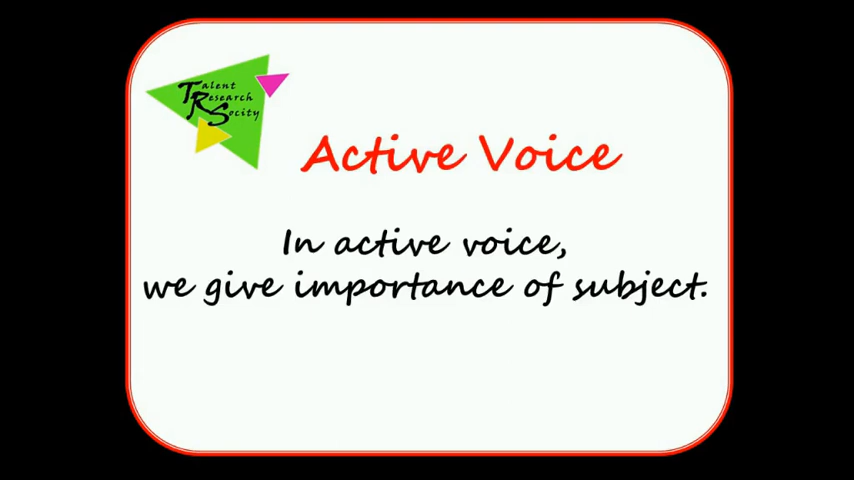 Talent
Research
Socity
Active Voice
In active voice,
we give importance of subject.